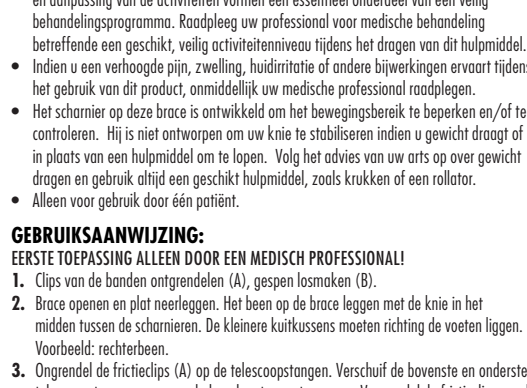 en aanpassing van de activiteiten vormen een essentieel onderdeel van een veilig
behandelingsprogramma. Raadpleeg uw professional voor medische behandeling
betreffende een geschikt, veilig activiteitenniveau tijdens het dragen van dit hulpmiddel.
• Indien u een verhoogde pijn, zwelling, huidirritatie of andere bijwerkingen ervaart tijdens
het gebruik van dit product, onmiddellijk uw medische professional raadplegen.
• Het scharnier op deze brace is ontwikkeld om het bewegingsbereik te beperken en/of te
controleren. Hij is niet ontworpen om uw knie te stabiliseren indien u gewicht draagt of
in plaats van een hulpmiddel om te lopen. Volg het advies van uw arts op over gewicht
dragen en gebruik altijd een geschikt hulpmiddel, zoals krukken of een rollator.
• Alleen voor gebruik door één patiënt.
GEBRUIKSAANWIJZING:
EERSTE TOEPASSING ALLEEN DOOR EEN MEDISCH PROFESSIONAL!
1. Clips van de banden ontgrendelen (A), gespen losmaken (B).
2. Brace openen en plat neerleggen. Het been op de brace leggen met de knie in het
midden tussen de scharnieren. De kleinere kuitkussens moeten richting de voeten liggen.
Voorbeeld: rechterbeen.
3. Ongrendel de frictieclips (A) op de telescoopstangen. Verschuif de bovenste en onderste